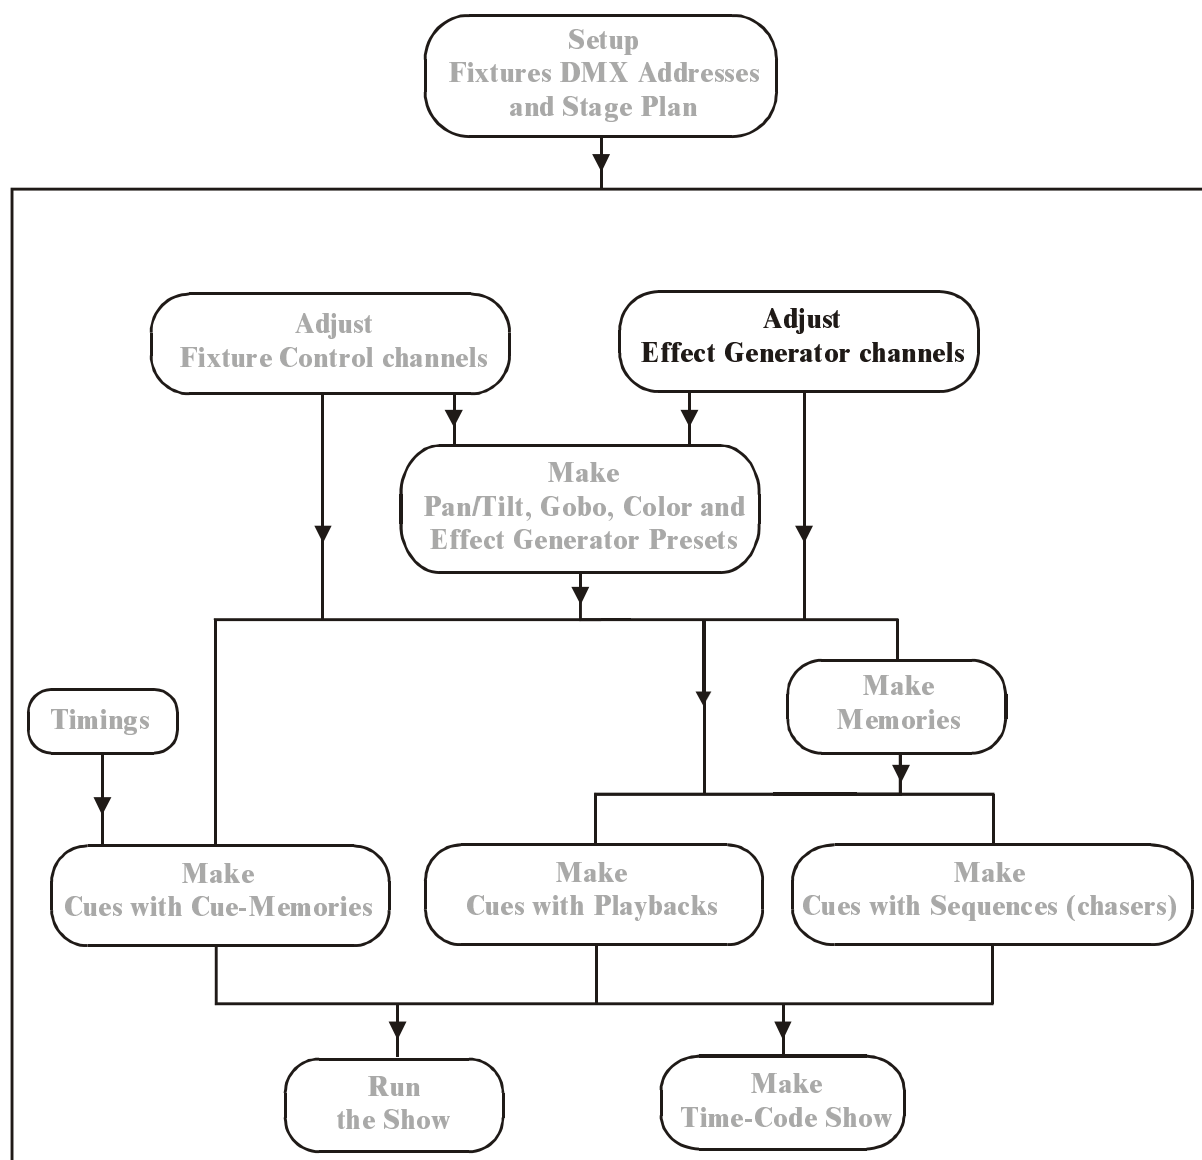 Setup
Fixtures DMX Addresses
and Stage Plan
Adjust
Fixture Control channels
Adjust
Effect Generator channels
Make
Pan/Tilt, Gobo, Color and
Effect Generator Presets
Make
Memories
Timings
Make
Cues with Cue-Memories
Make
Cues with Playbacks
Make
Cues with Sequences (chasers)
Run
the Show
Make
Time-Code Show